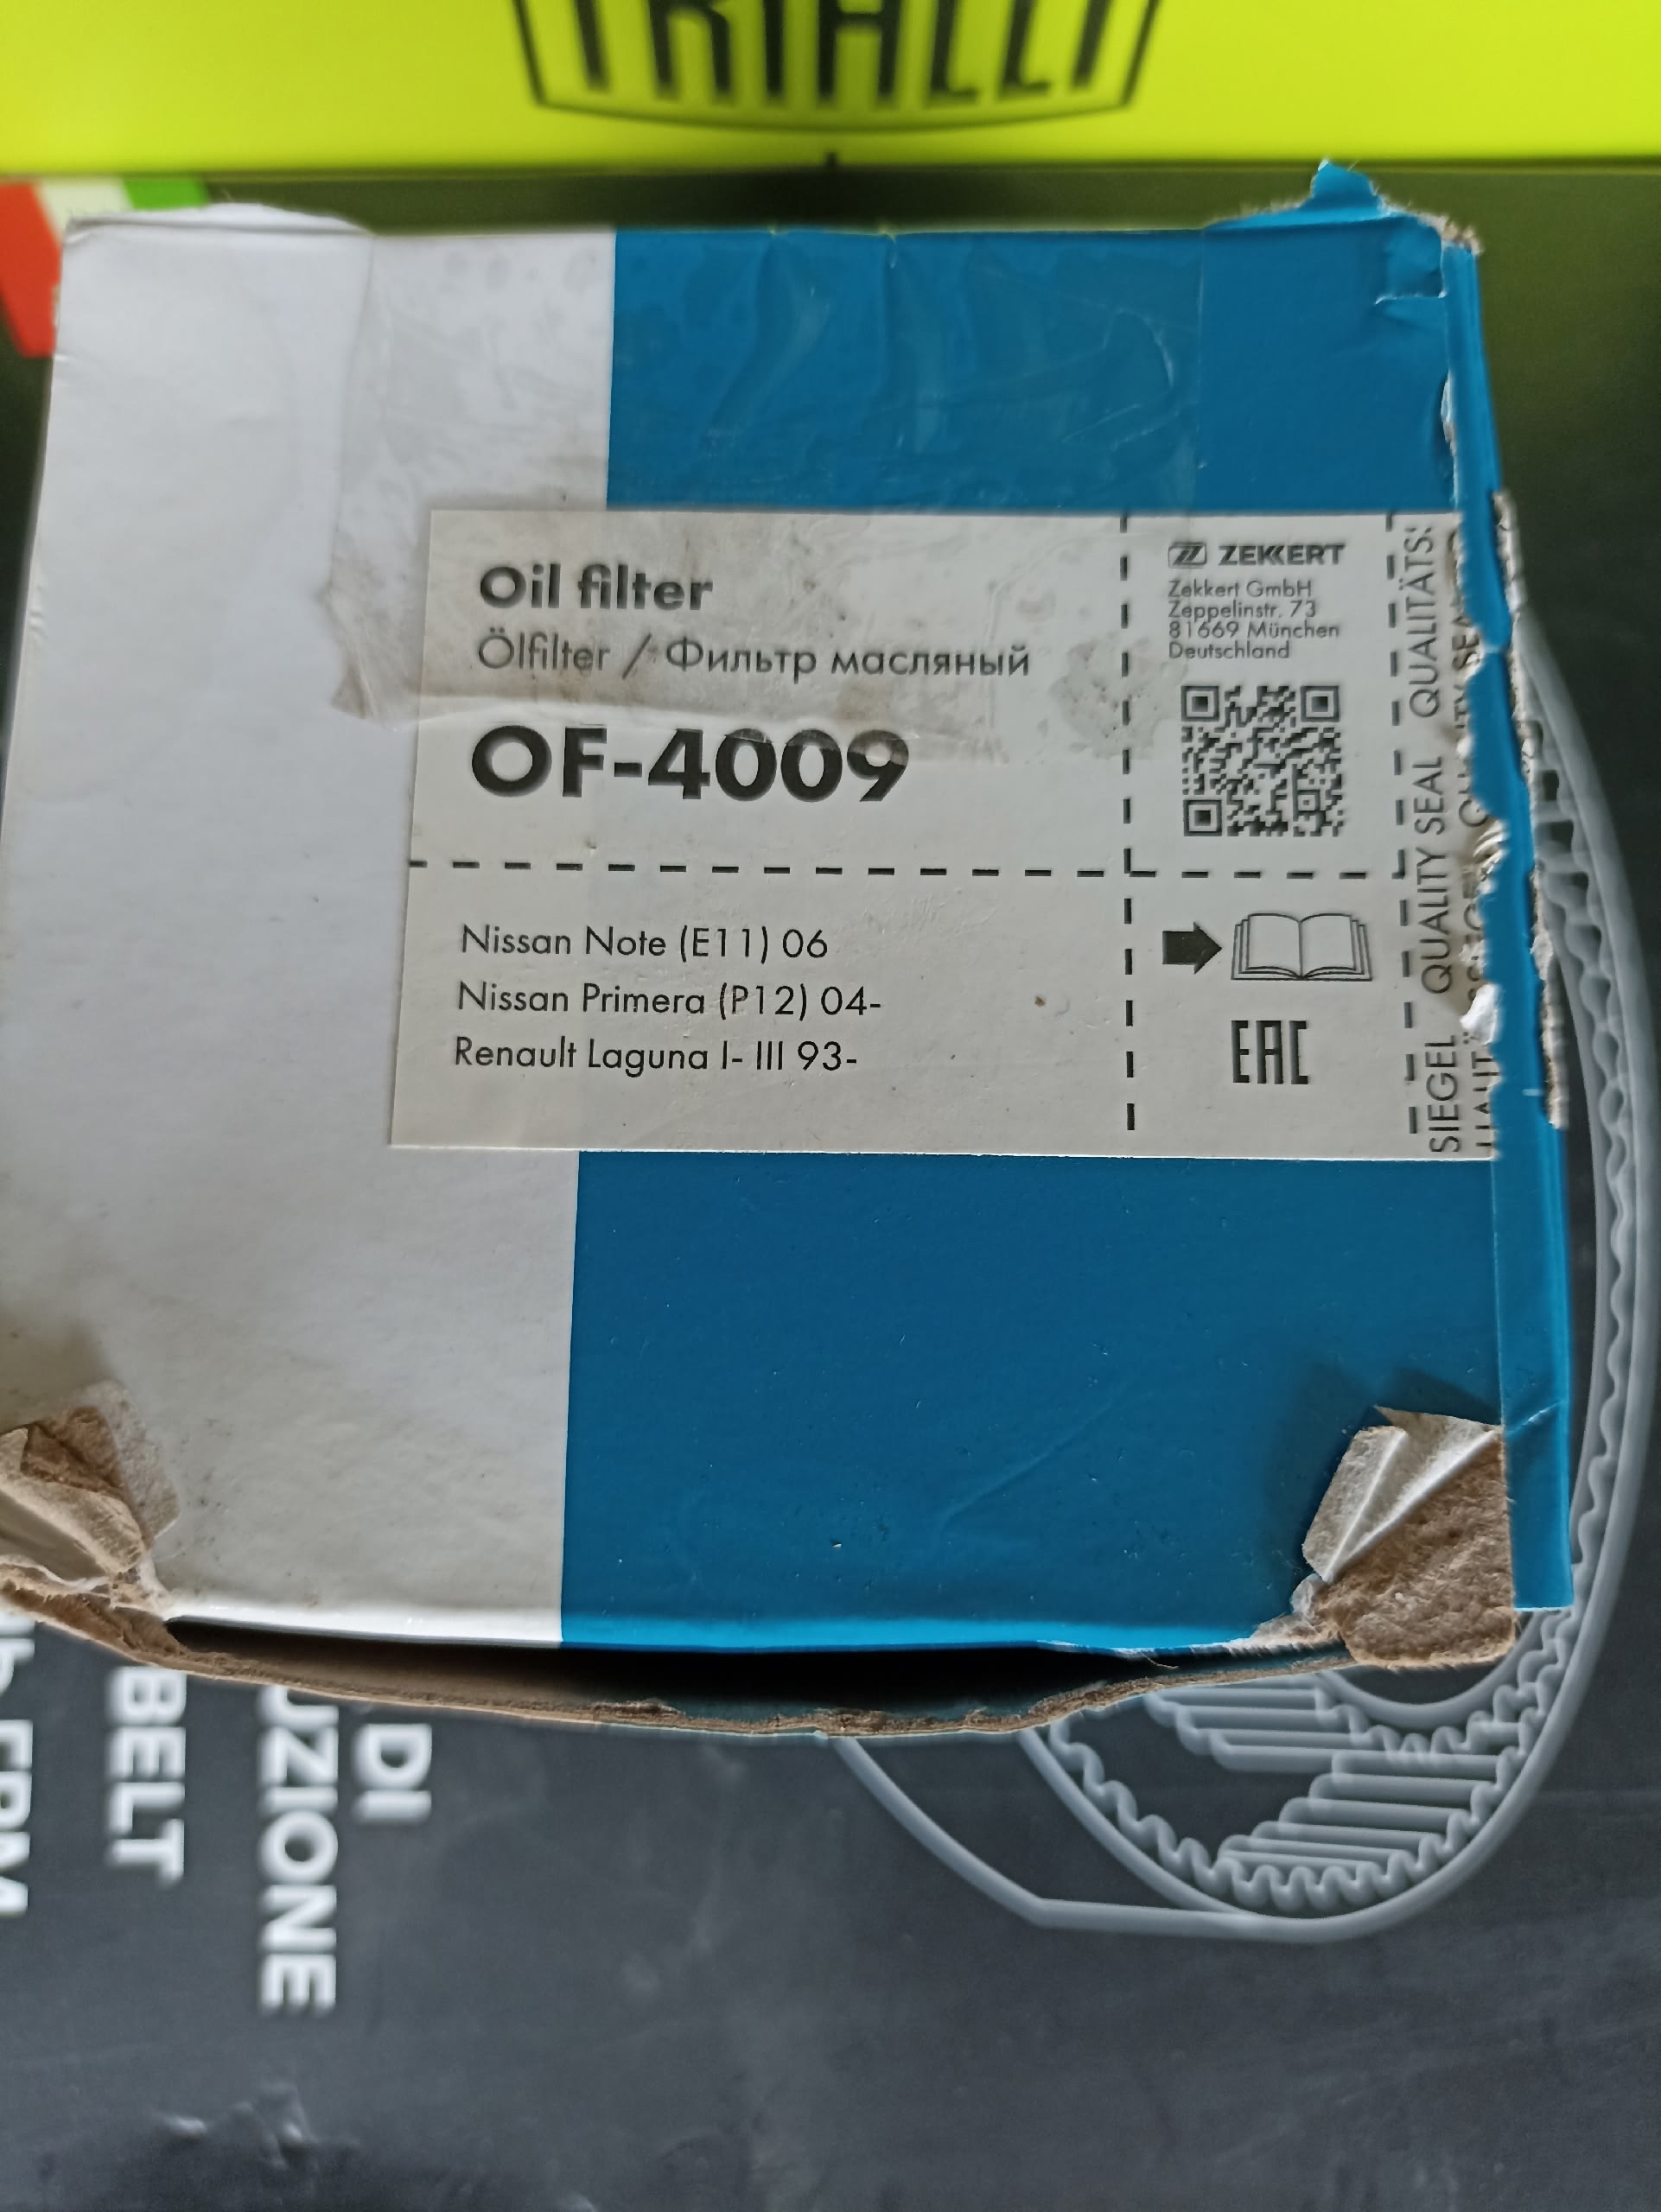 TRIALLI
Oil filter
Ölfilter / Фильтр масляный
OF-4009
Nissan Note (E11) 06
Nissan Primera (P12) 04-
Renault Laguna I- III 93-
ZEKKERT
Zekkert GmbH
Zeppelinstr. 73
81669 München
Deutschland
EAC
SIEGEL QUALITY SEAL QUALITÄTS
DI
UZIONE
BELT